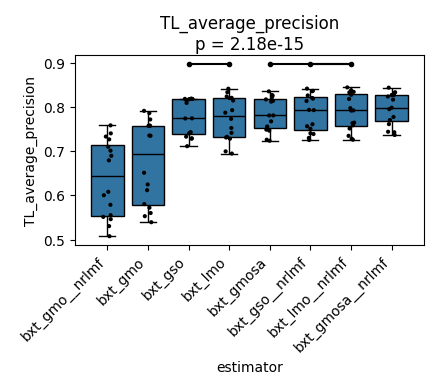 TL_average_precision
p = 2.18e-15
TL_average_precision
0.9
0.8
0.7
0.6
0.5
bxt_gmo__nrlmf
bxt_gmo
bxt_gso
bxt_lmo
bxt_gmosa
bxt_gso__nrlmf
bxt_lmo__nrlmf
bxt_gmosa__nrlmf
estimator